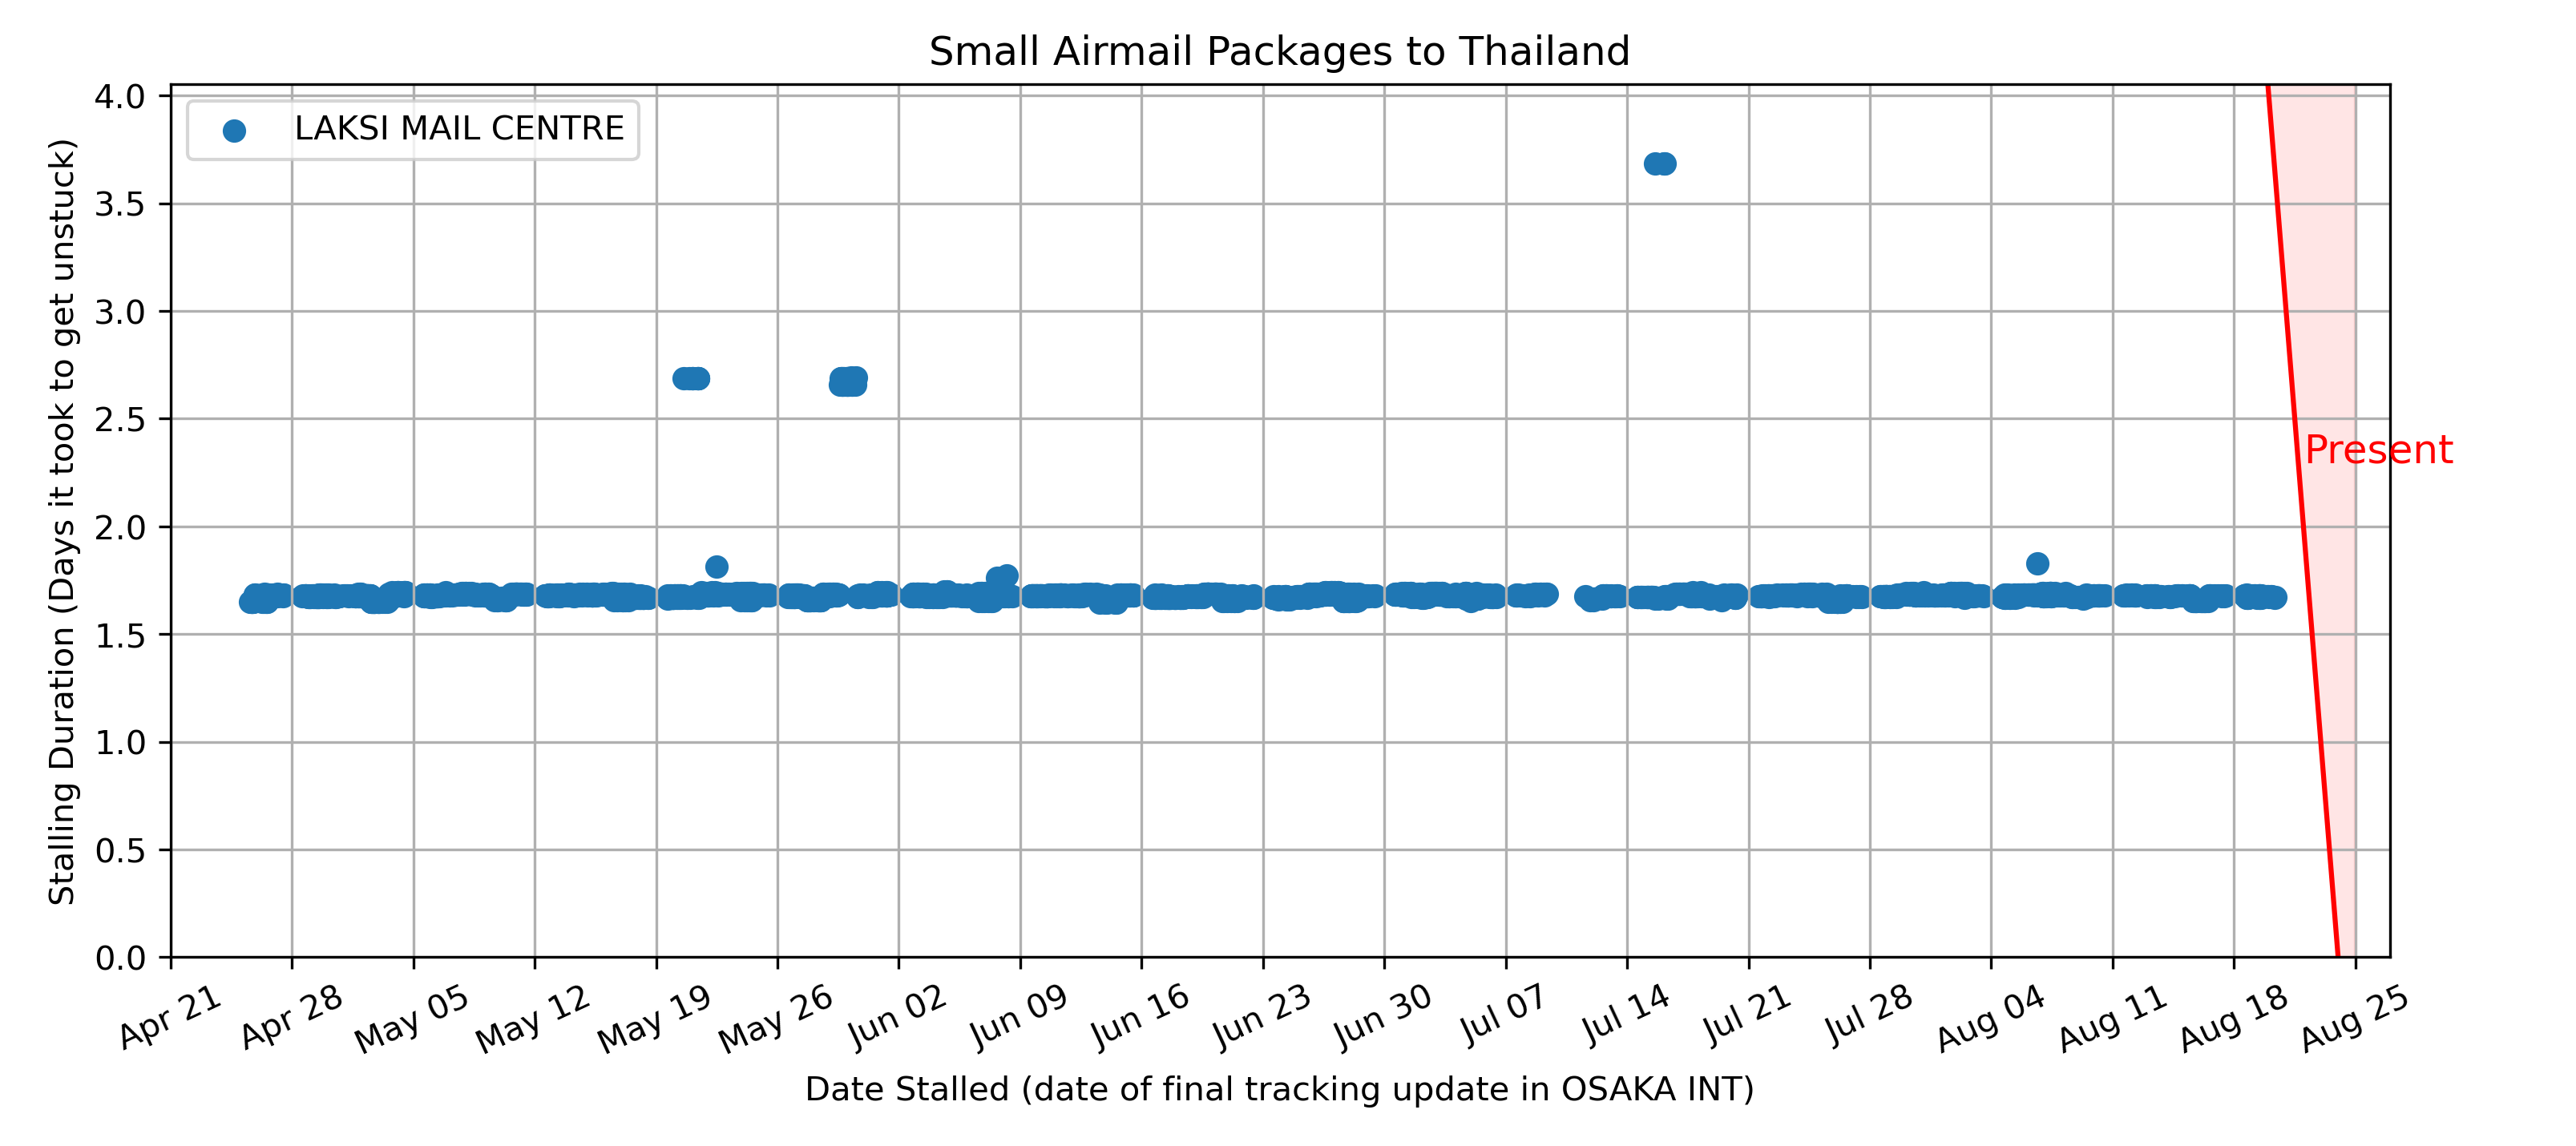 Small Airmail Packages to Thailand
LAKSI MAIL CENTRE
Stalling Duration (Days it took to get unstuck)
4.0
3.5
3.0
2.5
2.0
1.5
1.0
0.5
0.0
Present
Apr 21 Apr 28 May 05 May 12 May 19 May 26 Jun 02 Jun 09 Jun 16 Jun 23 Jun 30 Jul 07 Jul 14 Jul 21 Jul 28 Aug 04 Aug 11 Aug 18 Aug 25
Date Stalled (date of final tracking update in OSAKA INT)